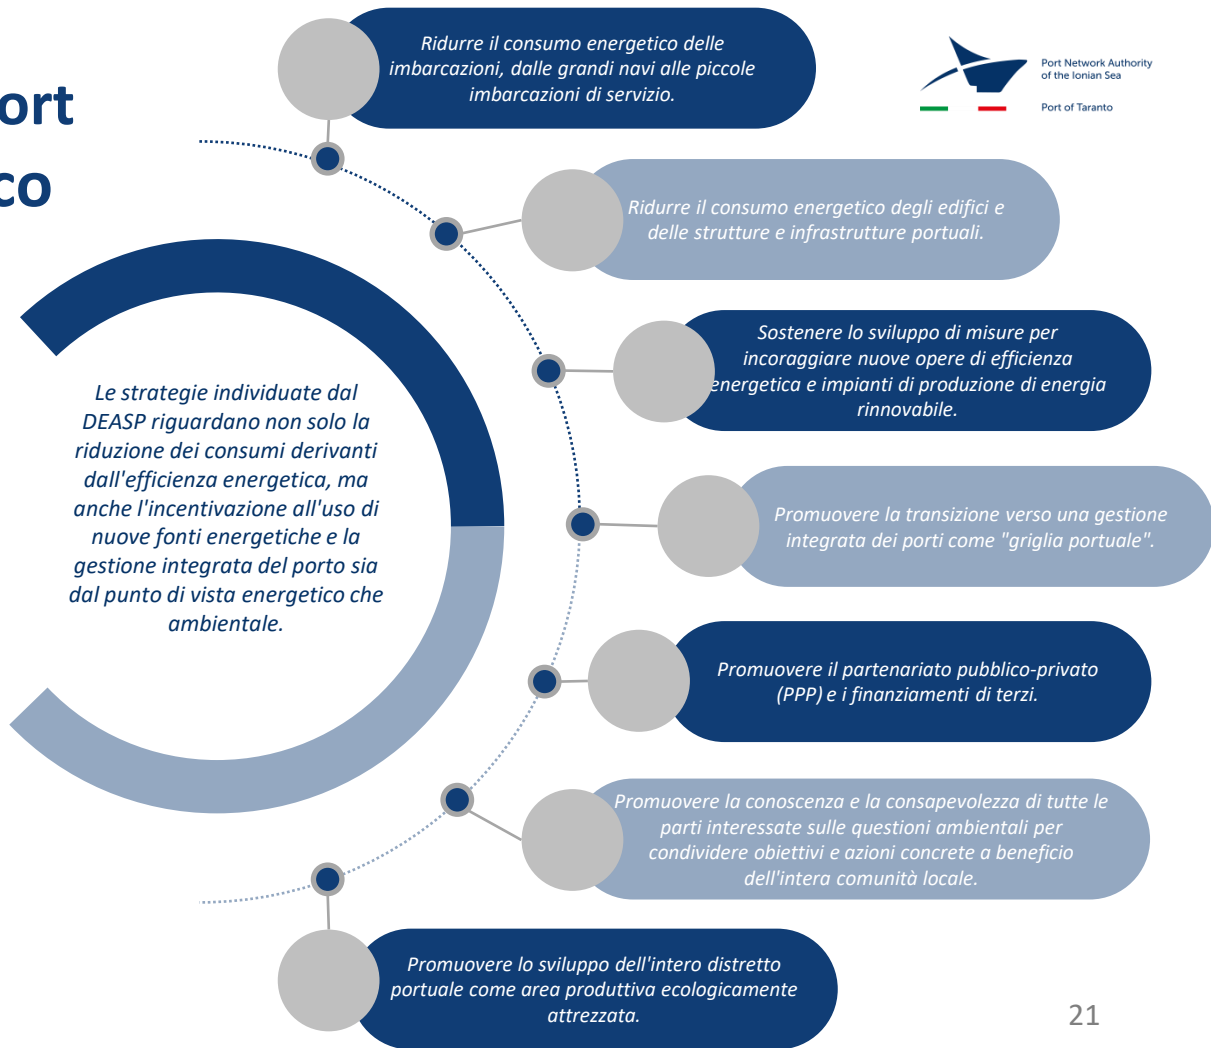 ort
co
Port Network Authority
of the Ionian Sea
Port of Taranto
Ridurre il consumo energetico delle
imbarcazioni, dalle grandi navi alle piccole
imbarcazioni di servizio.
Ridurre il consumo energetico degli edifici e
delle strutture e infrastrutture portuali.
Sostenere lo sviluppo di misure per
incoraggiare nuove opere di efficienza
energetica e impianti di produzione di energia
rinnovabile.
Le strategie individuate dal
DEASP riguardano non solo la
riduzione dei consumi derivanti
dall'efficienza energetica, ma
anche l'incentivazione all'uso di
nuove fonti energetiche e la
gestione integrata del porto sia
dal punto di vista energetico che
ambientale.
Promuovere la transizione verso una gestione
integrata dei porti come "griglia portuale".
Promuovere il partenariato pubblico-privato
(PPP) e i finanziamenti di terzi.
Promuovere la conoscenza e la consapevolezza di tutte le
parti interessate sulle questioni ambientali per
condividere obiettivi e azioni concrete a beneficio
dell'intera comunità locale.
Promuovere lo sviluppo dell'intero distretto
portuale come area produttiva ecologicamente
attrezzata.
21